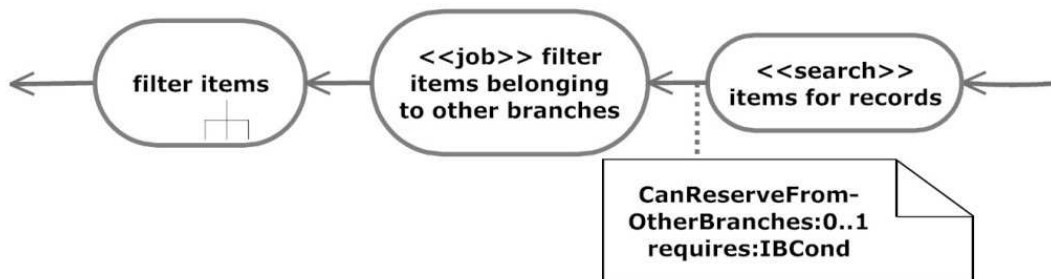 filter items
<<job>> filter
items belonging
to other branches
<<search>>
items for records
CanReserveFrom-
OtherBranches:0..1
requires:IBCond